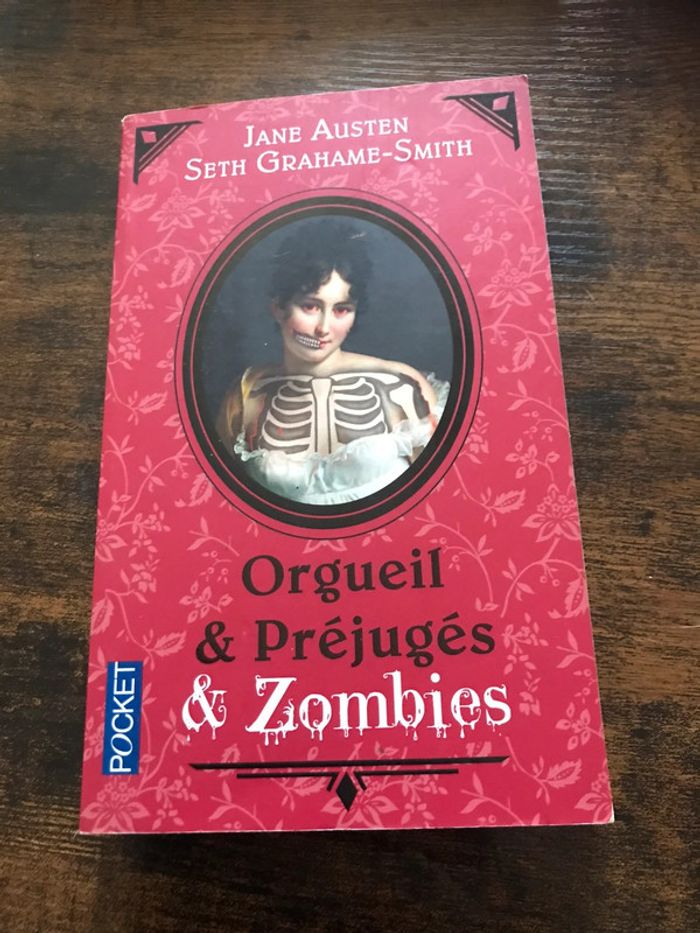 Jane Austen
Seth Grahame-Smith
Orgueil
& Préjugés
& Zombies
POCKET